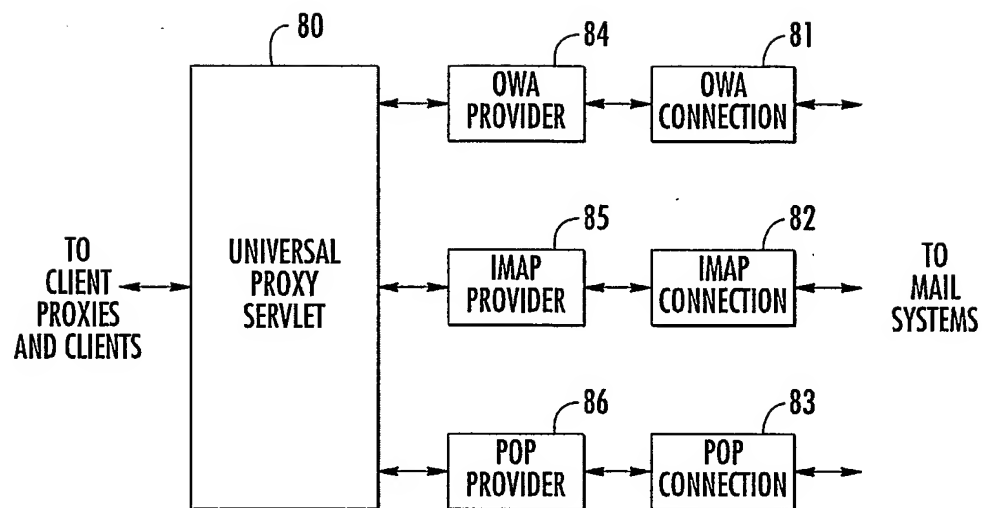 80
84
81
OWA
PROVIDER
OWA
CONNECTION
TO
CLIENT
PROXIES
AND CLIENTS
UNIVERSAL
PROXY
SERVLET
85
82
IMAP
PROVIDER
IMAP
CONNECTION
TO
MAIL
SYSTEMS
86
83
POP
PROVIDER
POP
CONNECTION